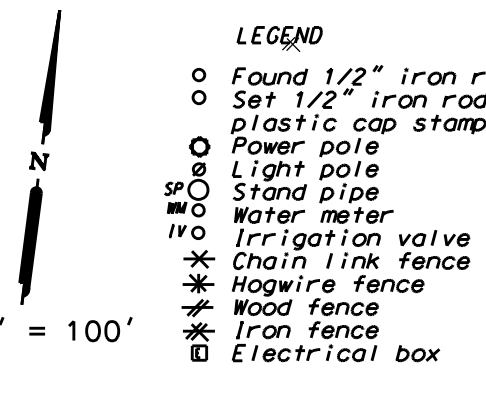 LEGEND
Found 1/2" iron r
Set 1/2" iron rod
plastic cap stamp
Power pole
Light pole
SP Stand pipe
WM Water meter
IV Irrigation valve
Chain link fence
Hogwire fence
Wood fence
Iron fence
E Electrical box
N
' = 100'